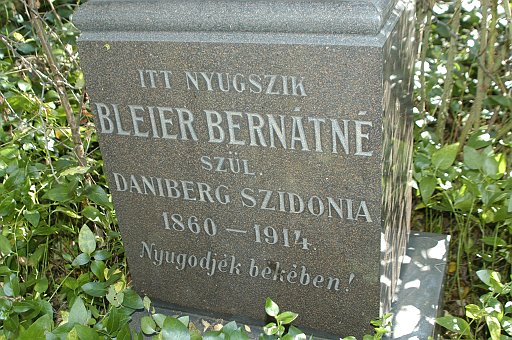 ITT NYUGSZIK
BLEIER BERNÁTNÉ
SZÜL.
DANIBERG SZIDONIA
1860 – 1914.
Nyugodjék békében!